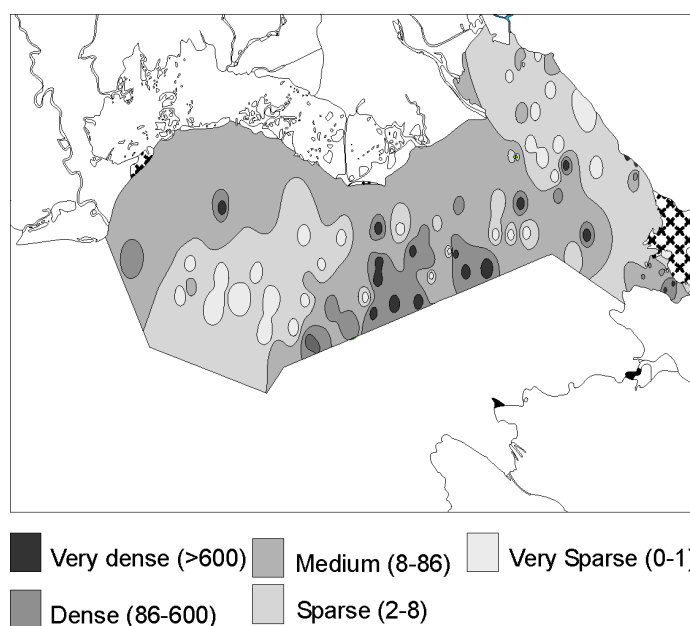 Very dense (>600)
Medium (8-86)
Very Sparse (0-1)
Dense (86-600)
Sparse (2-8)